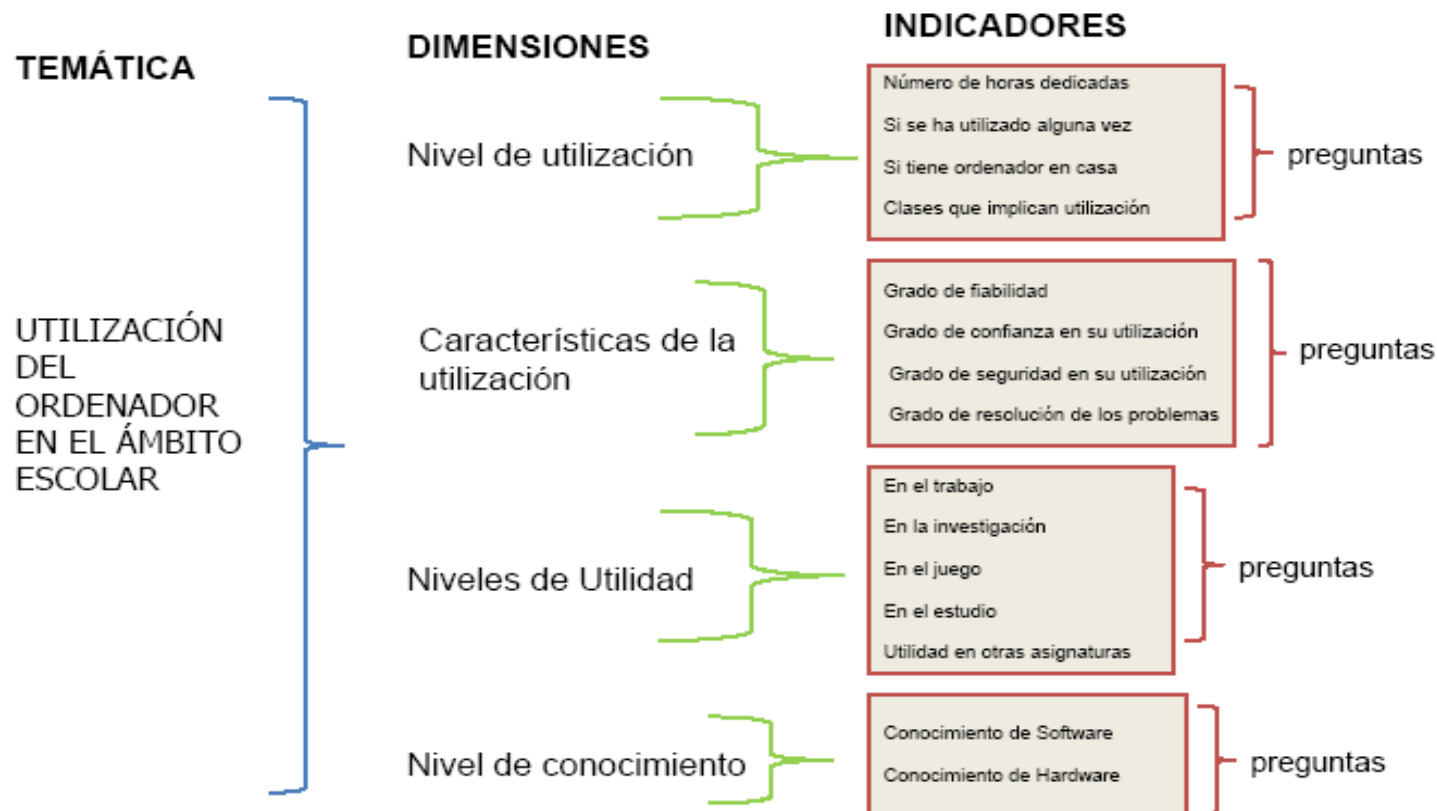 TEMÁTICA
DIMENSIONES
INDICADORES
UTILIZACIÓN
DEL
ORDENADOR
EN EL ÁMBITO
ESCOLAR
Nivel de utilización
Número de horas dedicadas
Si se ha utilizado alguna vez
Si tiene ordenador en casa
Clases que implican utilización
preguntas
Características de la
utilización
Grado de fiabilidad
Grado de confianza en su utilización
Grado de seguridad en su utilización
Grado de resolución de los problemas
preguntas
Niveles de Utilidad
En el trabajo
En la investigación
En el juego
En el estudio
Utilidad en otras asignaturas
preguntas
Nivel de conocimiento
Conocimiento de Software
Conocimiento de Hardware
preguntas